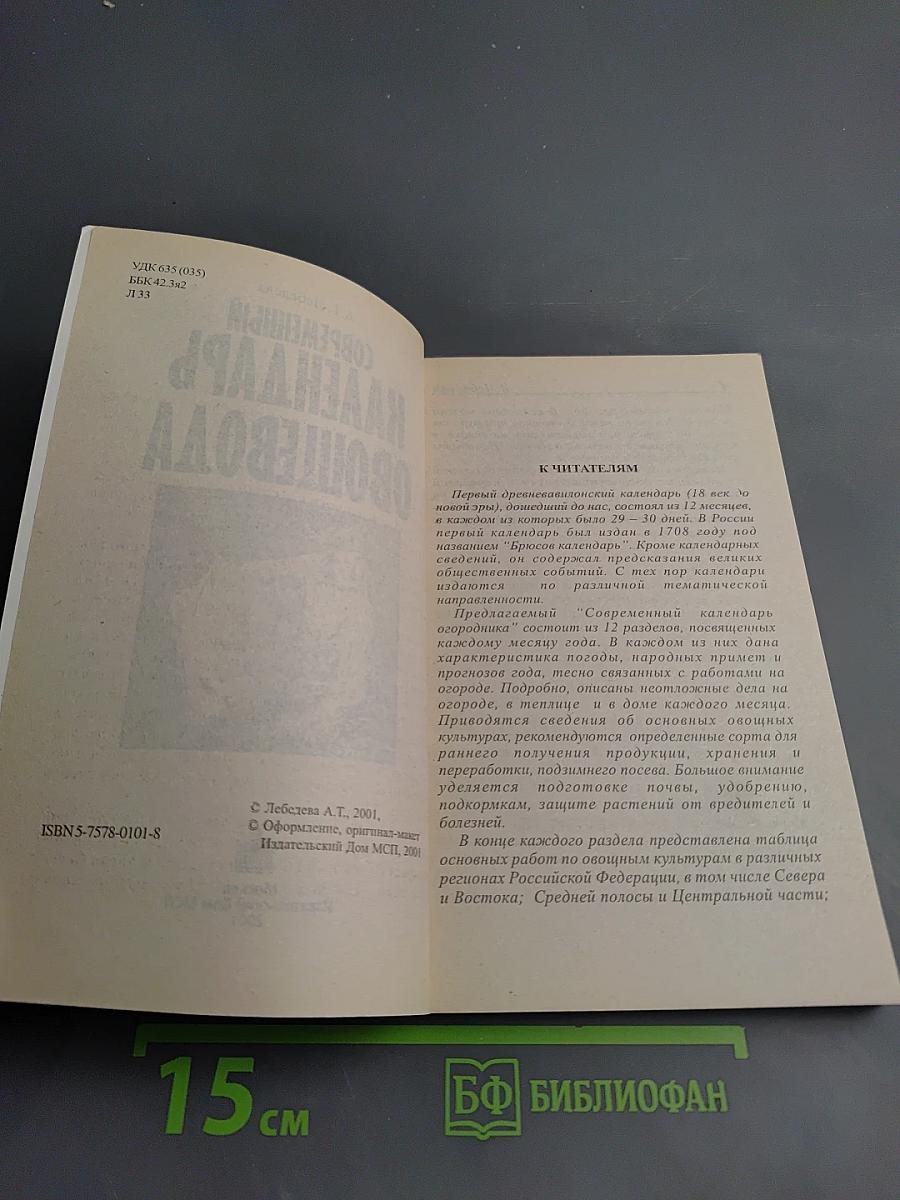 УДК 635 (035)
ББК 42.3я2
Л 33
СОВРЕМЕННЫЙ
КАЛЕНДАРЬ
ОВОЩЕВОДА
ISBN 5-7578-0101-8
© Лебедева А.Т., 2001,
© Оформление, оригинал-макет
Издательский Дом МСП, 2001
К ЧИТАТЕЛЯМ
Первый древневавилонский календарь (18 век до
новой эры), дошедший до нас, состоял из 12 месяцев,
в каждом из которых было 29 – 30 дней. В России
первый календарь был издан в 1708 году под
названием "Брюсов календарь". Кроме календарных
сведений, он содержал предсказания великих
общественных событий. С тех пор календари
издаются по различной тематической
направленности.
Предлагаемый "Современный календарь
огородника" состоит из 12 разделов, посвященных
каждому месяцу года. В каждом из них дана
характеристика погоды, народных примет и
прогнозов года, тесно связанных с работами на
огороде. Подробно, описаны неотложные дела на
огороде, в теплице и в доме каждого месяца.
Приводятся сведения об основных овощных
культурах, рекомендуются определенные сорта для
раннего получения продукции, хранения и
переработки, подзимнего посева. Большое внимание
уделяется подготовке почвы, удобрению,
подкормкам, защите растений от вредителей и
болезней.
В конце каждого раздела представлена таблица
основных работ по овощным культурам в различных
регионах Российской Федерации, в том числе Севера
и Востока; Средней полосы и Центральной части;
15 см
БФ БИБЛИОФАН